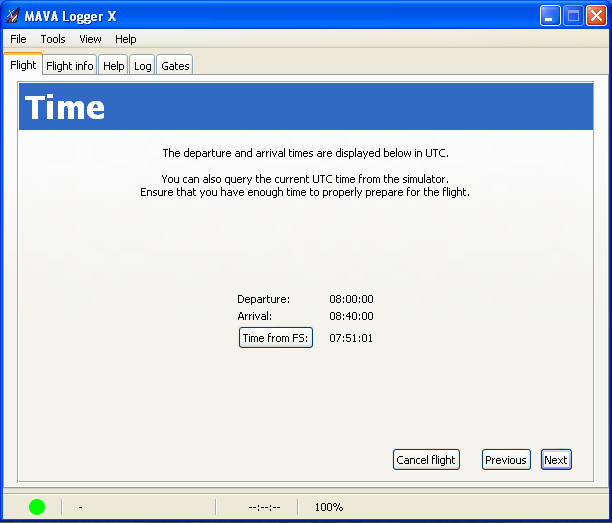 MAVA Logger X
File Tools View Help
Flight Flight info Help Log Gates
Time
The departure and arrival times are displayed below in UTC.
You can also query the current UTC time from the simulator.
Ensure that you have enough time to properly prepare for the flight.
Departure: 08:00:00
Arrival: 08:40:00
Time from FS: 07:51:01
Cancel flight Previous Next
- --:--:-- 100%